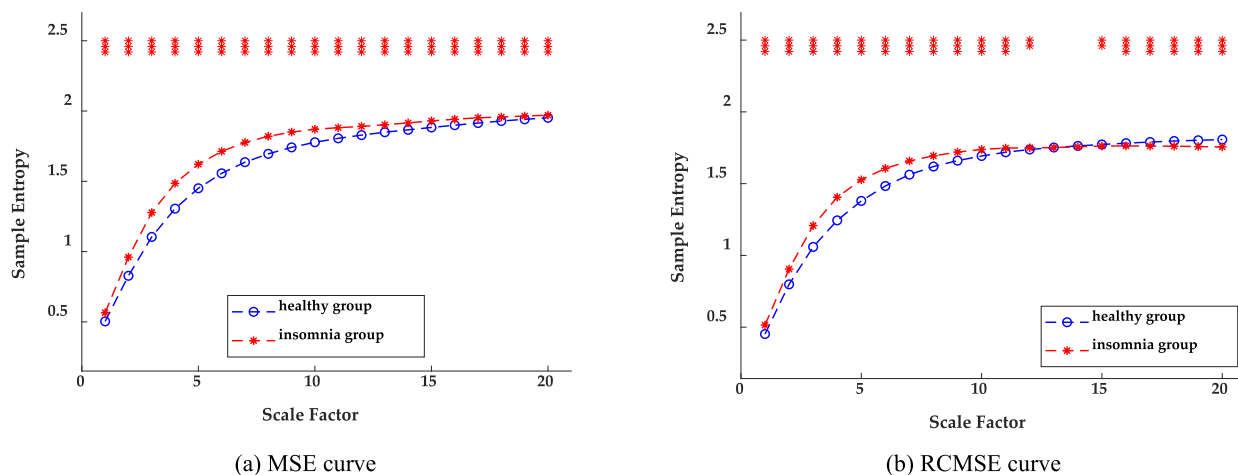 2.5
2
1.5
1
0.5
Sample Entropy
healthy group
insomnia group
0 5 10 15 20
Scale Factor
(a) MSE curve
2.5
2
1.5
1
0.5
Sample Entropy
healthy group
insomnia group
0 5 10 15 20
Scale Factor
(b) RCMSE curve